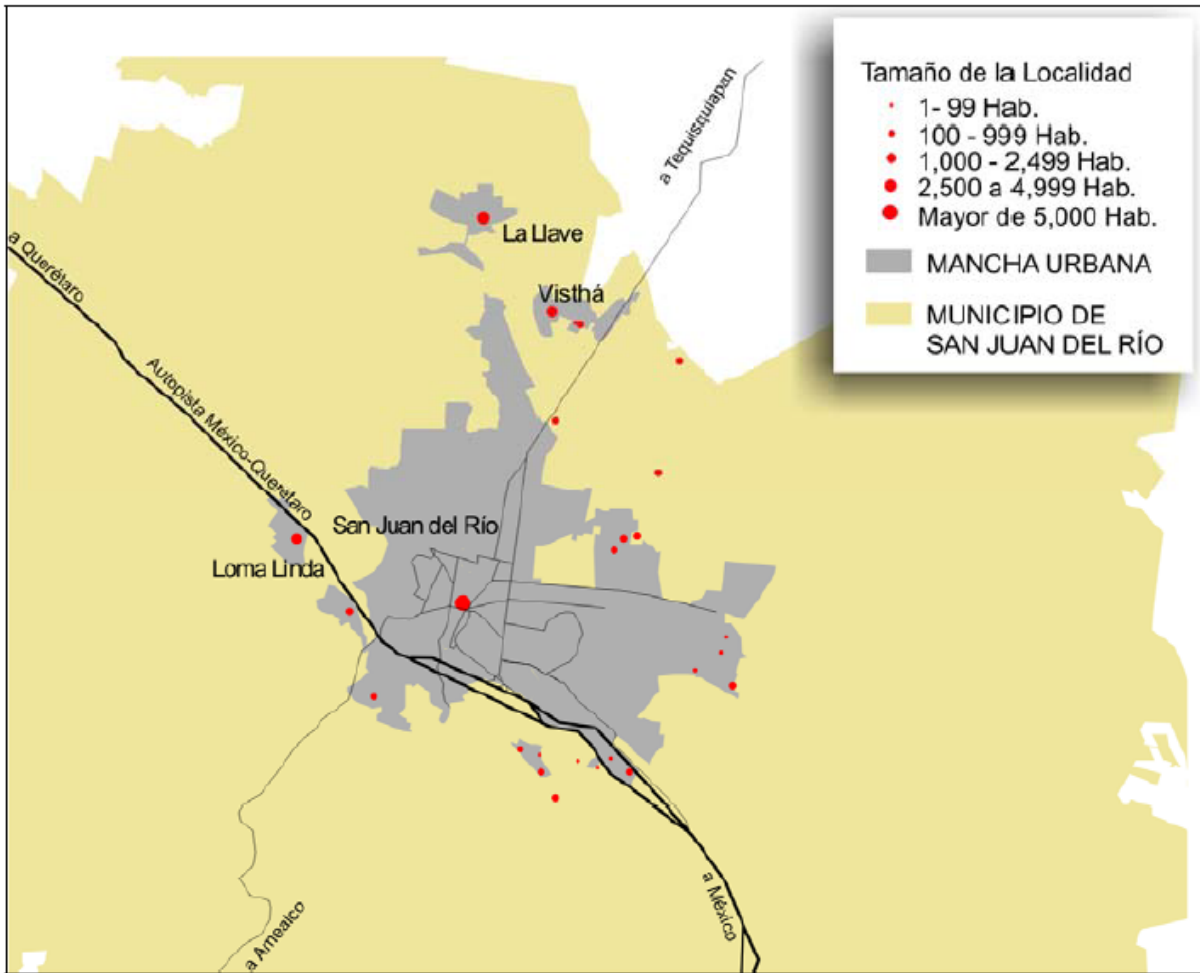 Tamaño de la Localidad
1- 99 Hab.
100 - 999 Hab.
1,000 - 2,499 Hab.
2,500 a 4,999 Hab.
Mayor de 5,000 Hab.
MANCHA URBANA
MUNICIPIO DE
SAN JUAN DEL RÍO
a Tequisquiapan
La Llave
a Querétaro
Visthá
Autopista México-Querétaro
San Juan del Río
Loma Linda
a México
a Amealco